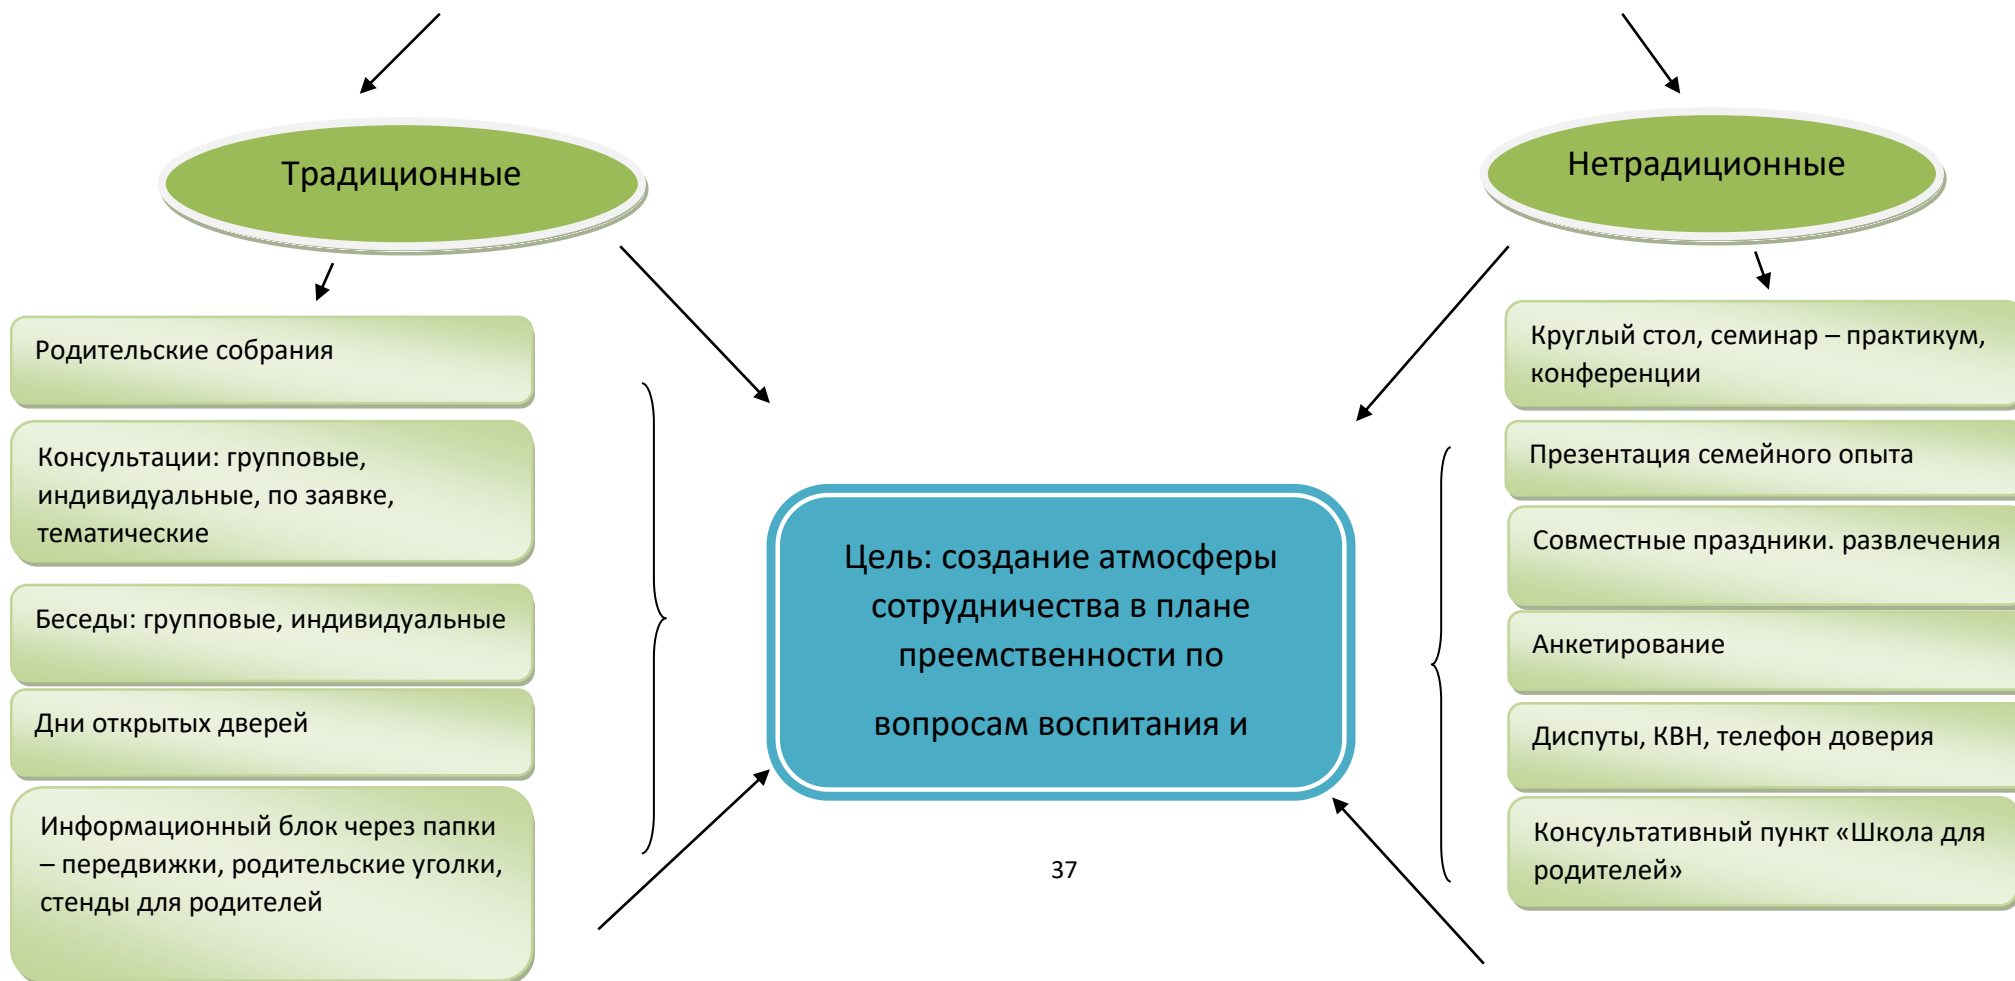 Традиционные
Нетрадиционные
Родительские собрания
Консультации: групповые,
индивидуальные, по заявке,
тематические
Беседы: групповые, индивидуальные
Дни открытых дверей
Информационный блок через папки
– передвижки, родительские уголки,
стенды для родителей
Цель: создание атмосферы
сотрудничества в плане
преемственности по
вопросам воспитания и
Круглый стол, семинар – практикум,
конференции
Презентация семейного опыта
Совместные праздники. развлечения
Анкетирование
Диспуты, КВН, телефон доверия
Консультативный пункт «Школа для
родителей»
37